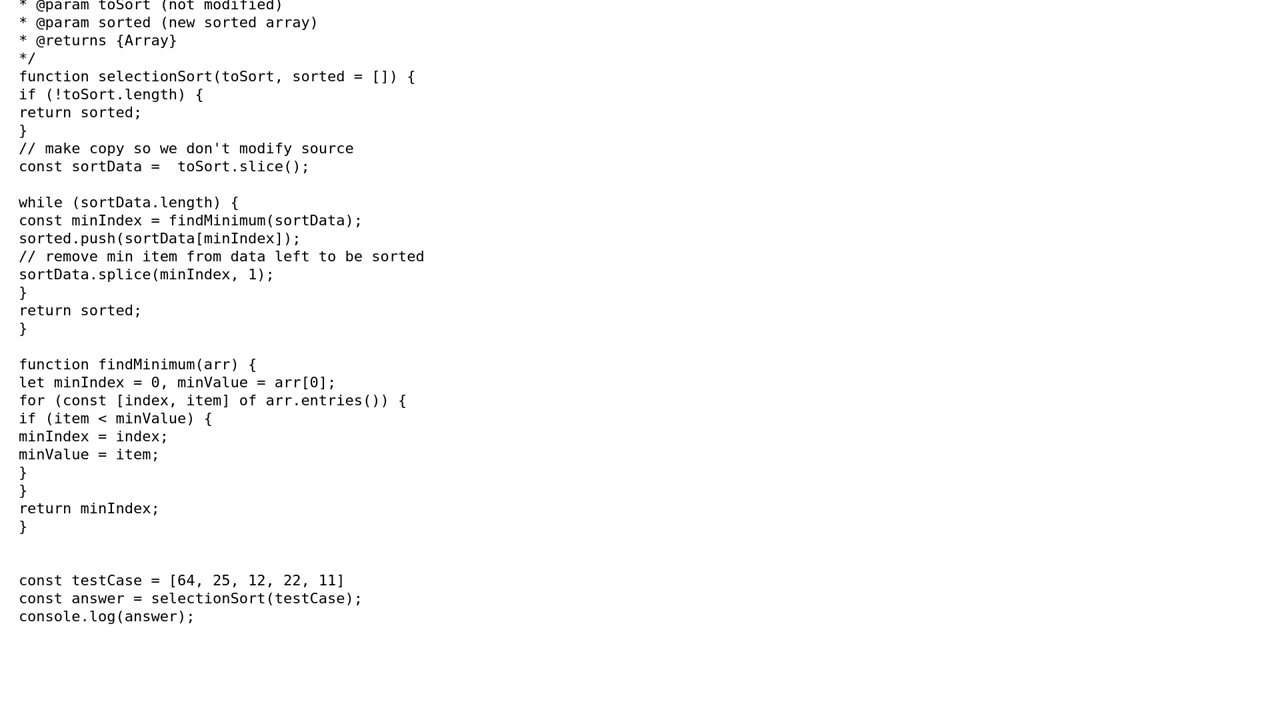 * @param toSort (not modified)
* @param sorted (new sorted array)
* @returns {Array}
*/
function selectionSort(toSort, sorted = []) {
if (!toSort.length) {
return sorted;
}
// make copy so we don't modify source
const sortData =  toSort.slice();

while (sortData.length) {
const minIndex = findMinimum(sortData);
sorted.push(sortData[minIndex]);
// remove min item from data left to be sorted
sortData.splice(minIndex, 1);
}
return sorted;
}

function findMinimum(arr) {
let minIndex = 0, minValue = arr[0];
for (const [index, item] of arr.entries()) {
if (item < minValue) {
minIndex = index;
minValue = item;
}
}
return minIndex;
}


const testCase = [64, 25, 12, 22, 11]
const answer = selectionSort(testCase);
console.log(answer);